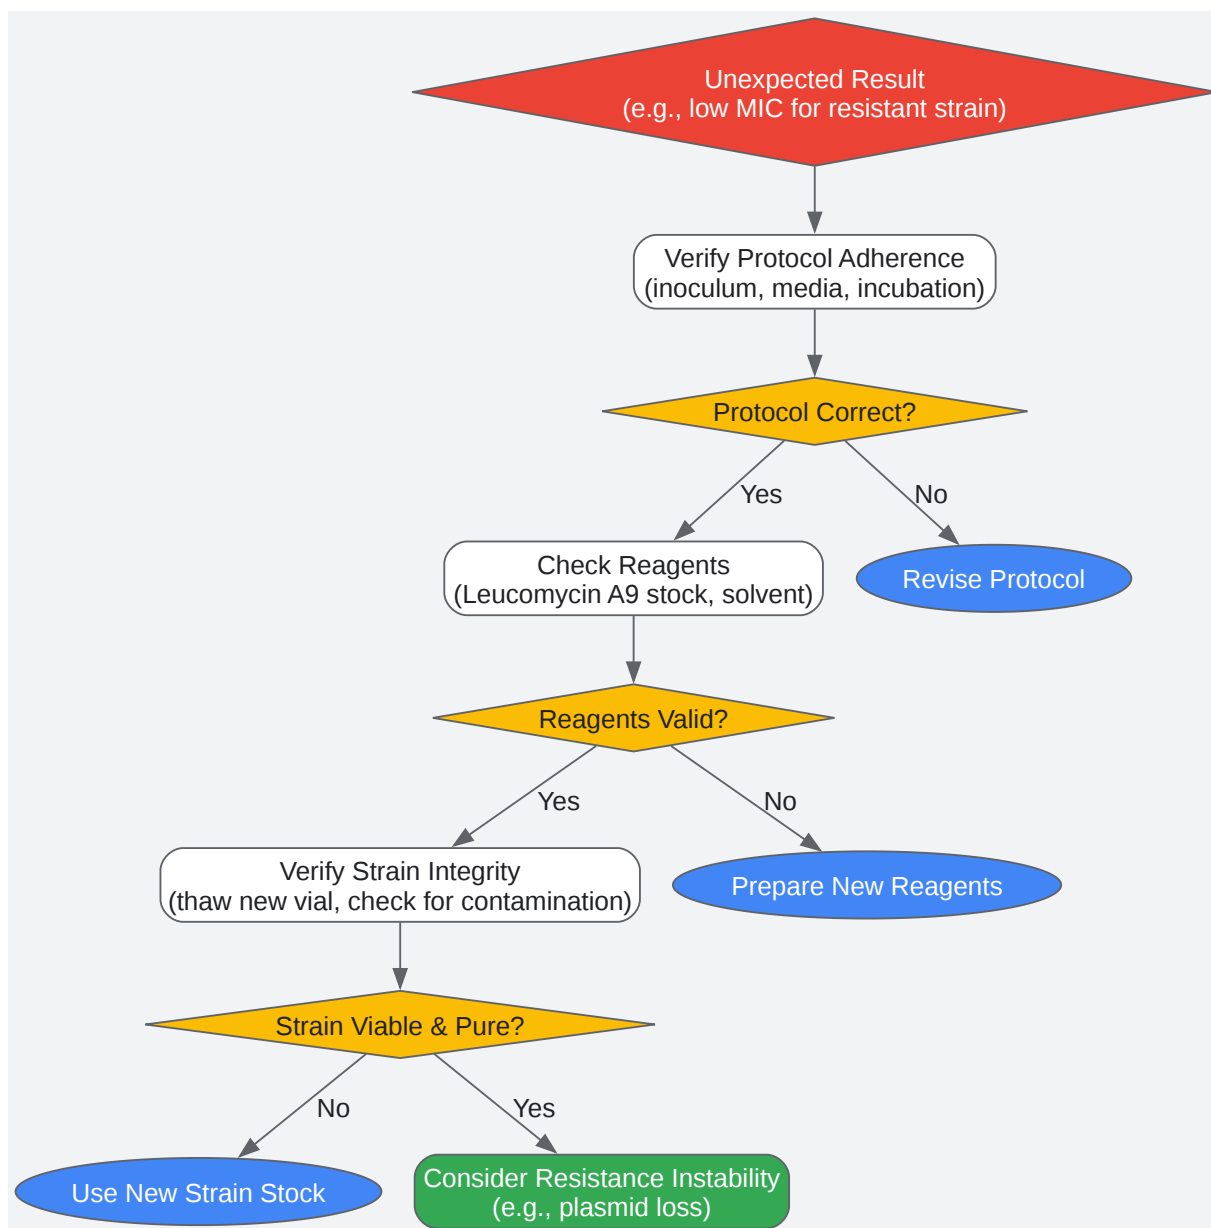 Unexpected Result
(e.g., low MIC for resistant strain)
Verify Protocol Adherence
(inoculum, media, incubation)
Protocol Correct?
Yes
No
Check Reagents
(Leucomycin A9 stock, solvent)
Revise Protocol
Reagents Valid?
Yes
No
Verify Strain Integrity
(thaw new vial, check for contamination)
Prepare New Reagents
Strain Viable & Pure?
No
Yes
Use New Strain Stock
Consider Resistance Instability
(e.g., plasmid loss)